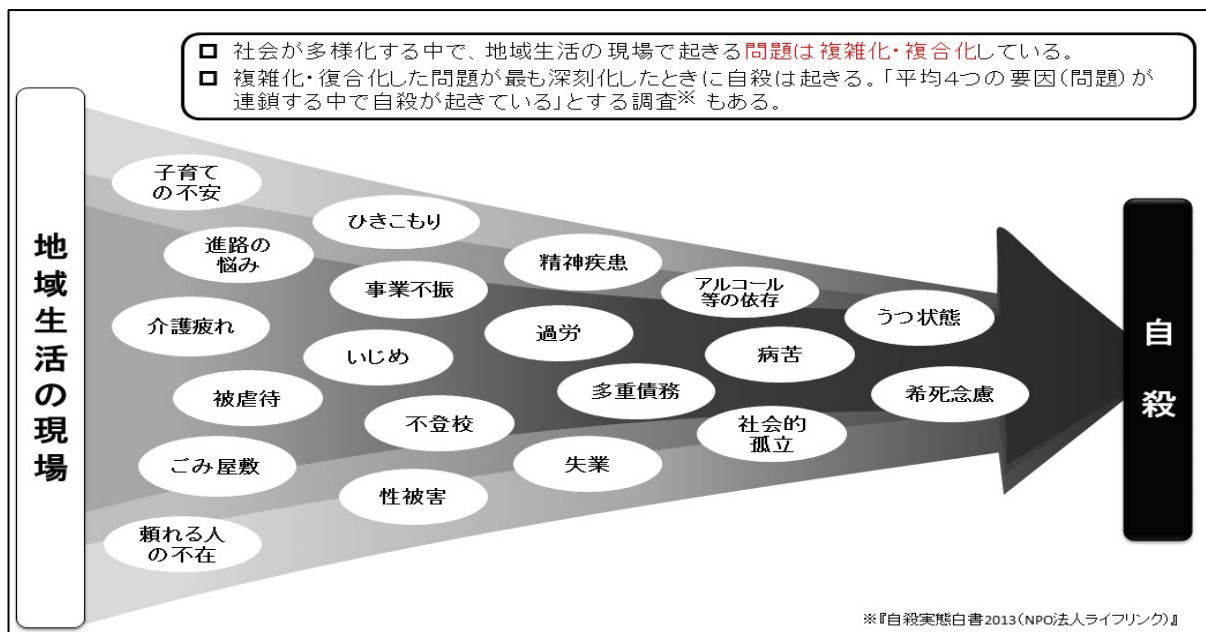 □ 社会が多様化する中で、地域生活の現場で起きる問題は複雑化・複合化している。
□ 複雑化・復合化した問題が最も深刻化したときに自殺は起きる。「平均4つの要因(問題)が
連鎖する中で自殺が起きている」とする調査※ もある。
地域生活の現場
子育て
の不安
ひきこもり
進路の
悩み
精神疾患
事業不振
アルコール
等の依存
うつ状態
介護疲れ
過労
いじめ
病苦
被虐待
多重債務
希死念慮
不登校
社会的
孤立
ごみ屋敷
失業
性被害
頼れる人
の不在
自殺
※『自殺実態白書2013(NPO法人ライフリンク)』